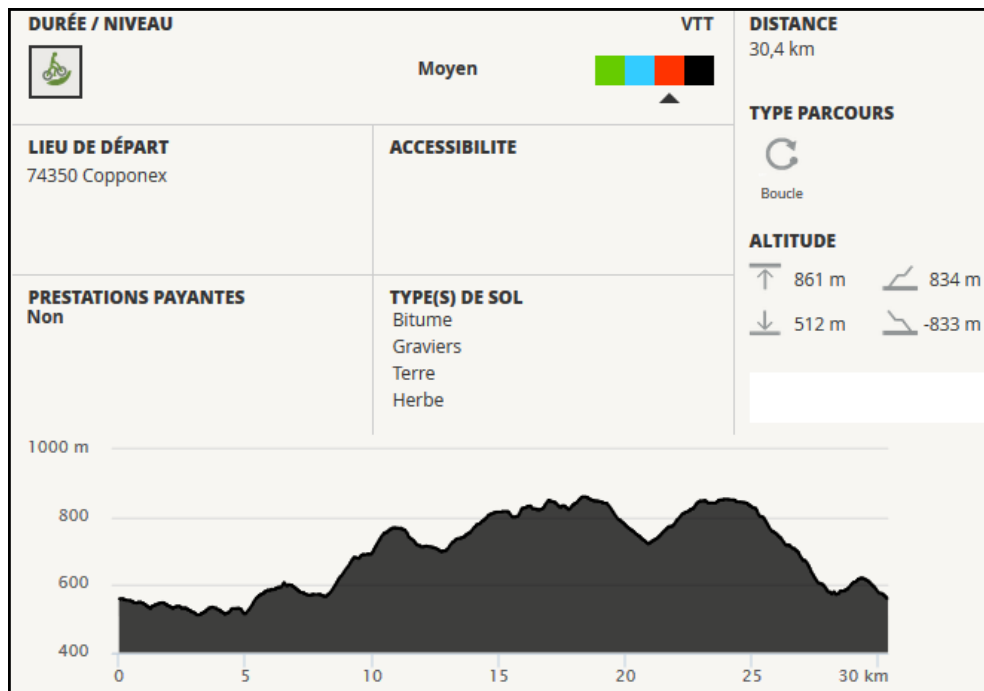 DURÉE / NIVEAU
VTT
Moyen
LIEU DE DÉPART
74350 Copponex
ACCESSIBILITE
PRESTATIONS PAYANTES
Non
TYPE(S) DE SOL
Bitume
Graviers
Terre
Herbe
DISTANCE
30,4 km
TYPE PARCOURS
Boucle
ALTITUDE
861 m 834 m
512 m -833 m
1000 m
800
600
400
0 5 10 15 20 25 30 km